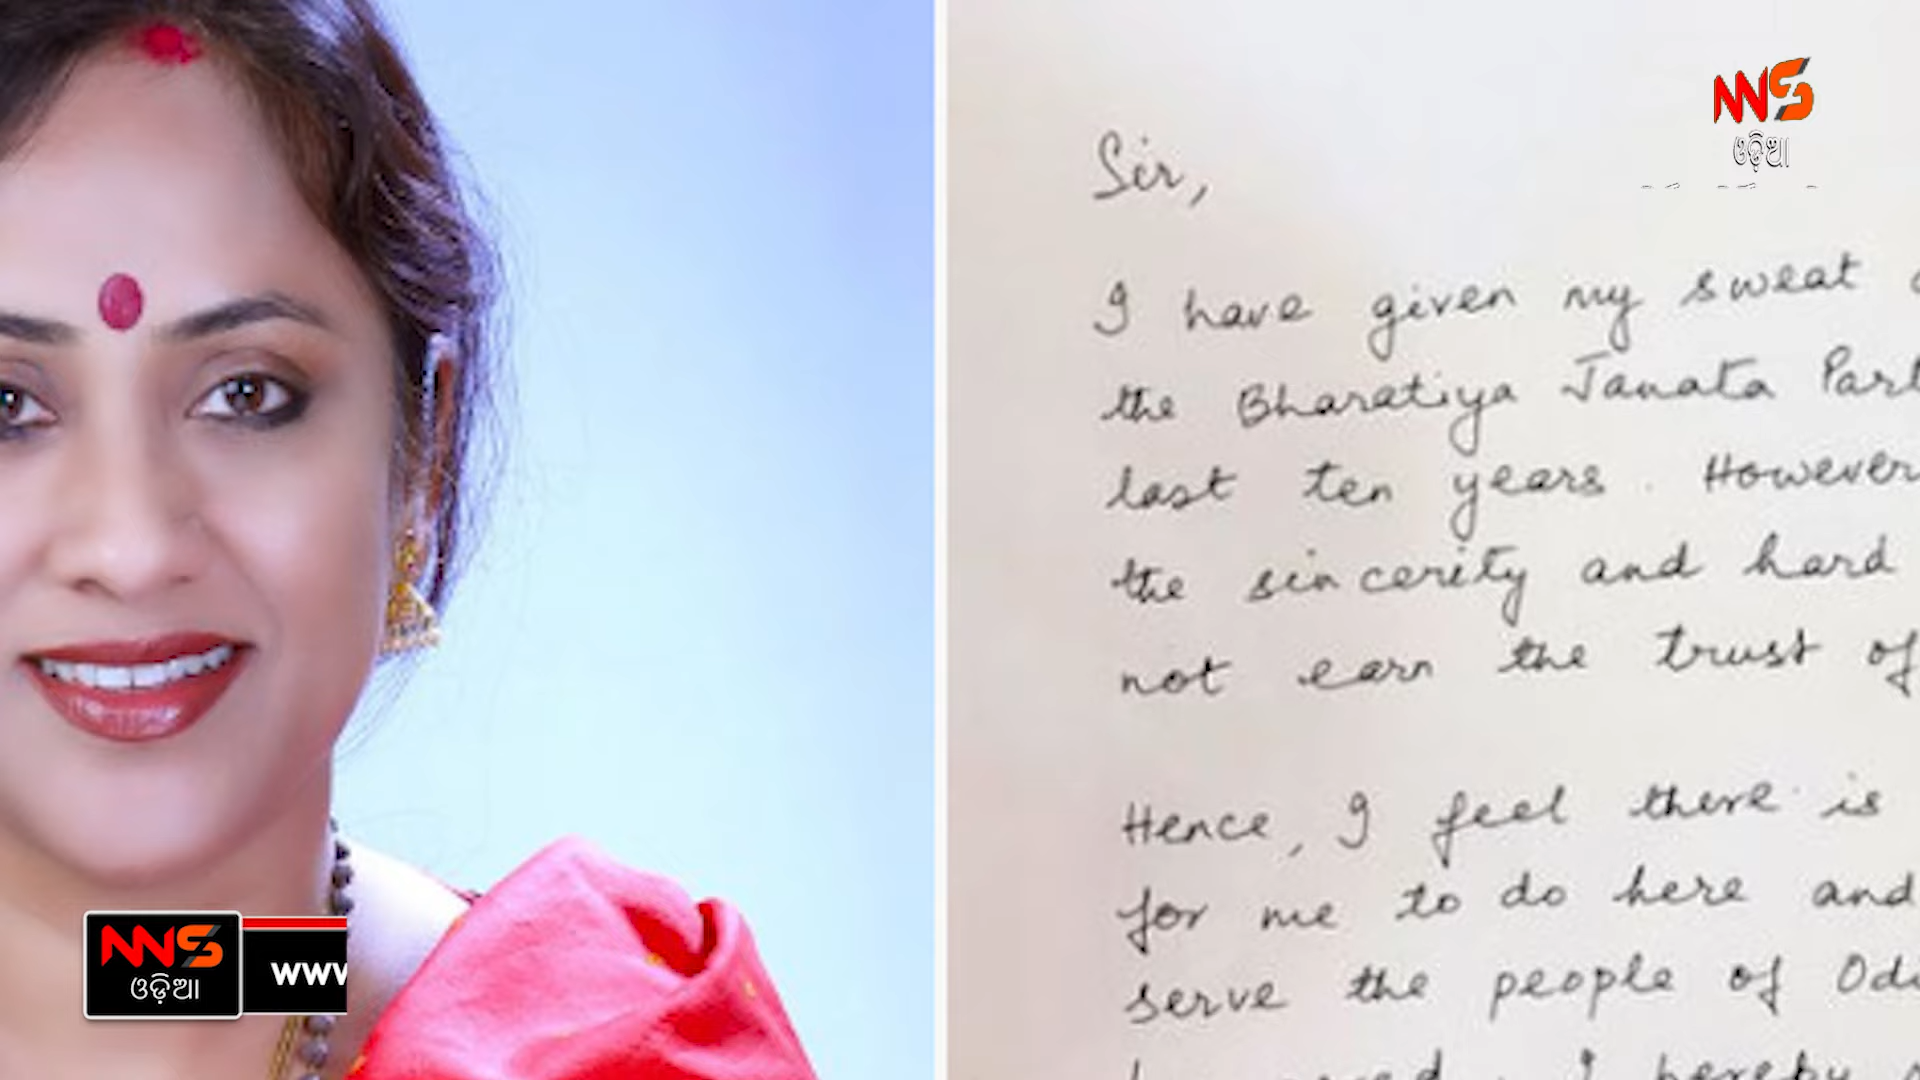 NNS
ଓଡ଼ିଆ
Sir,
I have given my sweat
the Bharatiya Janata
last ten years. However
the sincerity and hard
not earn the trust of
Hence, I feel there is
for me to do here and
serve the people of
I hereby
NNS
ଓଡ଼ିଆ
www